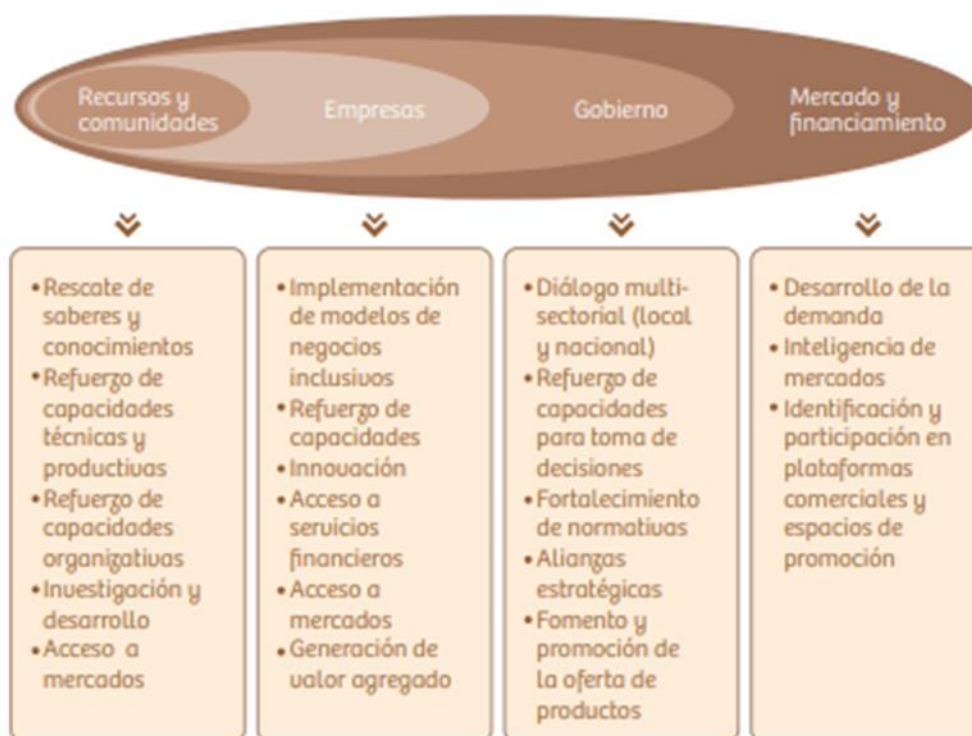 Recursos y
comunidades
Empresas
Gobierno
Mercado y
financiamiento
• Rescate de
saberes y
conocimientos
• Refuerzo de
capacidades
técnicas y
productivas
• Refuerzo de
capacidades
organizativas
• Investigación y
desarrollo
• Acceso a
mercados
• Implementación
de modelos de
negocios
inclusivos
• Refuerzo de
capacidades
• Innovación
• Acceso a
servicios
financieros
• Acceso a
mercados
• Generación de
valor agregado
• Diálogo multi-
sectorial (local
y nacional)
• Refuerzo de
capacidades
para toma de
decisiones
• Fortalecimiento
de normativas
• Alianzas
estratégicas
• Fomento y
promoción de
la oferta de
productos
• Desarrollo de la
demanda
• Inteligencia de
mercados
• Identificación y
participación en
plataformas
comerciales y
espacios de
promoción